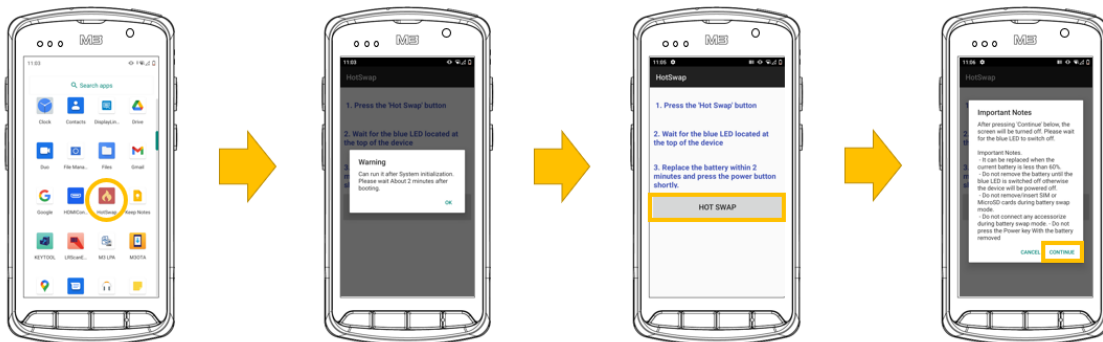 M3
11:03
Search apps
Clock
Contacts
DisplayLin...
Drive
Duo
File Mana...
Files
Gmail
Google
HDMICon...
HotSwap
Keep Notes
KEYTOOL
M3 LPA
M3OTA
M3
11:03
HotSwap
1. Press the 'Hot Swap' button
2. Wait for the blue LED located at
the top of the device
Warning
Can run it after System initialization.
Please wait About 2 minutes after
booting.
OK
M3
11:05
HotSwap
1. Press the 'Hot Swap' button
2. Wait for the blue LED located at
the top of the device
3. Replace the battery within 2
minutes and press the power button
shortly.
HOT SWAP
M3
11:06
HotSwap
Important Notes
After pressing 'Continue' below, the
screen will be turned off. Please wait
for the blue LED to switch off.
Important Notes.
- It can be replaced when the
current battery is less than 60%.
- Do not remove the battery until the
blue LED is switched off otherwise
the device will be powered off.
- Do not remove/insert SIM or
MicroSD cards during battery swap
mode.
- Do not connect any accessorize
during battery swap mode. - Do not
press the Power key With the battery
removed
CANCEL
CONTINUE